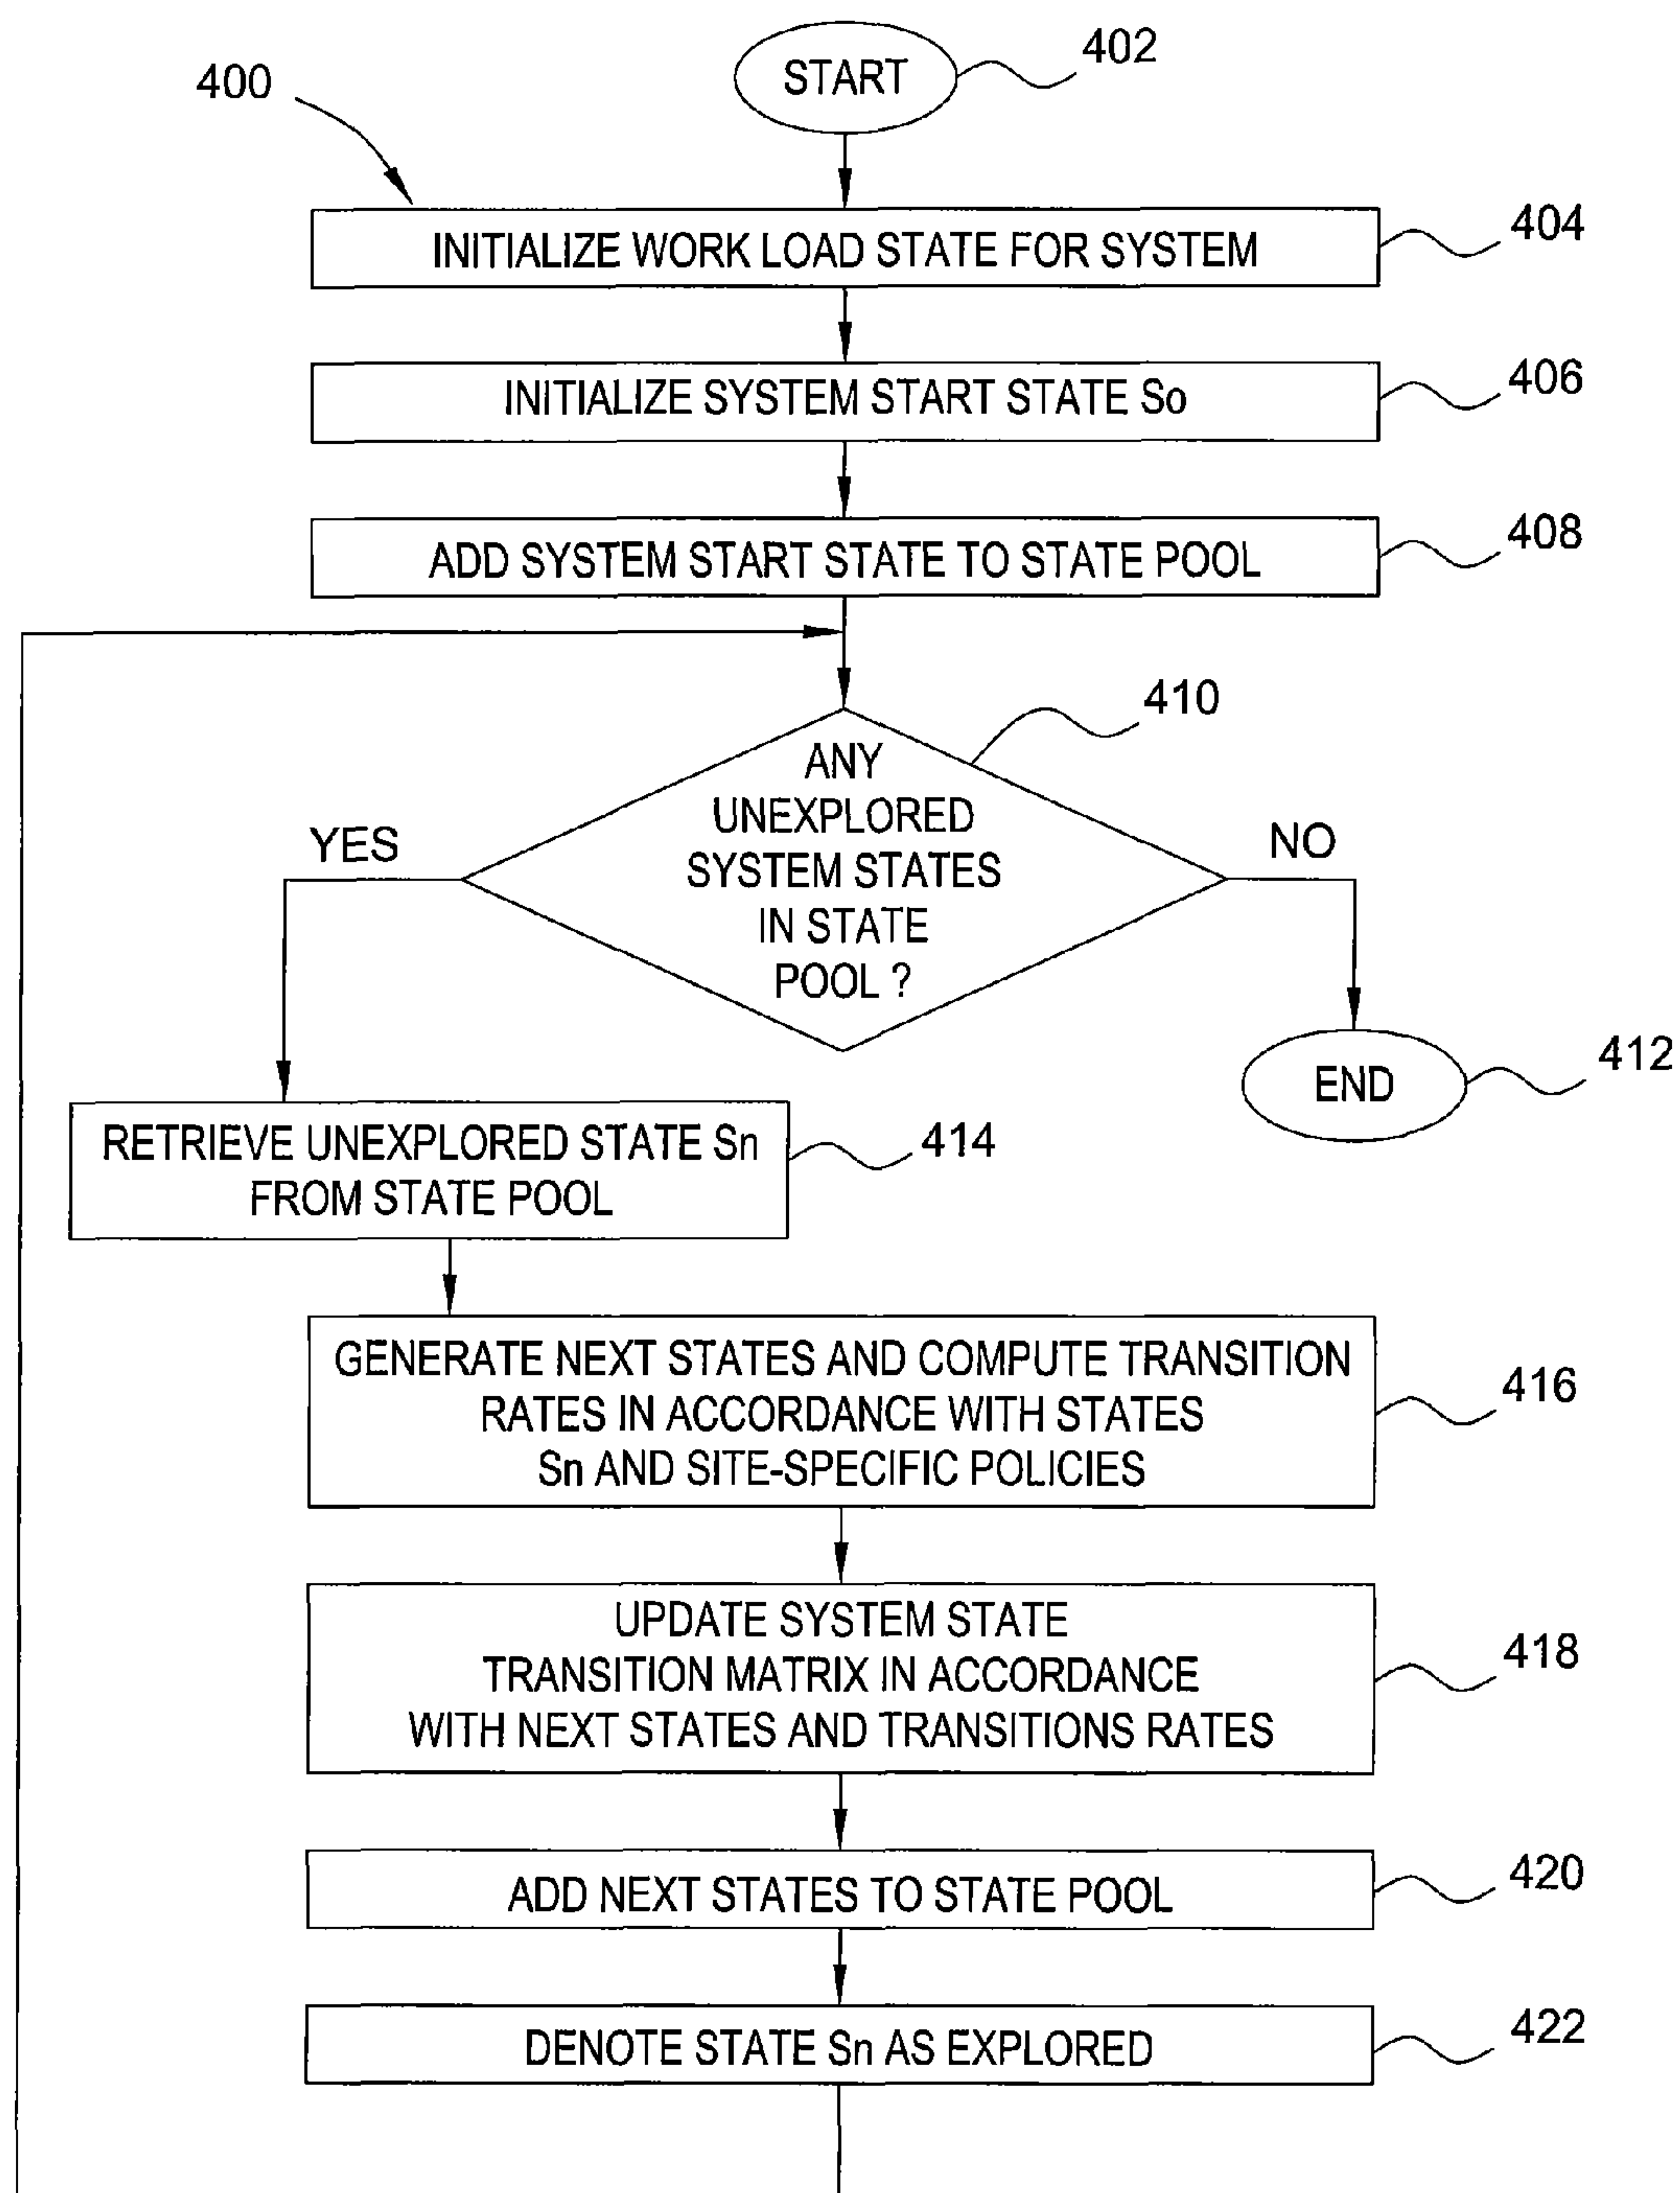 400
START
402
INITIALIZE WORK LOAD STATE FOR SYSTEM
404
INITIALIZE SYSTEM START STATE So
406
ADD SYSTEM START STATE TO STATE POOL
408
410
ANY
UNEXPLORED
SYSTEM STATES
IN STATE
POOL ?
YES
NO
END
412
RETRIEVE UNEXPLORED STATE Sn
FROM STATE POOL
414
GENERATE NEXT STATES AND COMPUTE TRANSITION
RATES IN ACCORDANCE WITH STATES
Sn AND SITE-SPECIFIC POLICIES
416
UPDATE SYSTEM STATE
TRANSITION MATRIX IN ACCORDANCE
WITH NEXT STATES AND TRANSITIONS RATES
418
ADD NEXT STATES TO STATE POOL
420
DENOTE STATE Sn AS EXPLORED
422